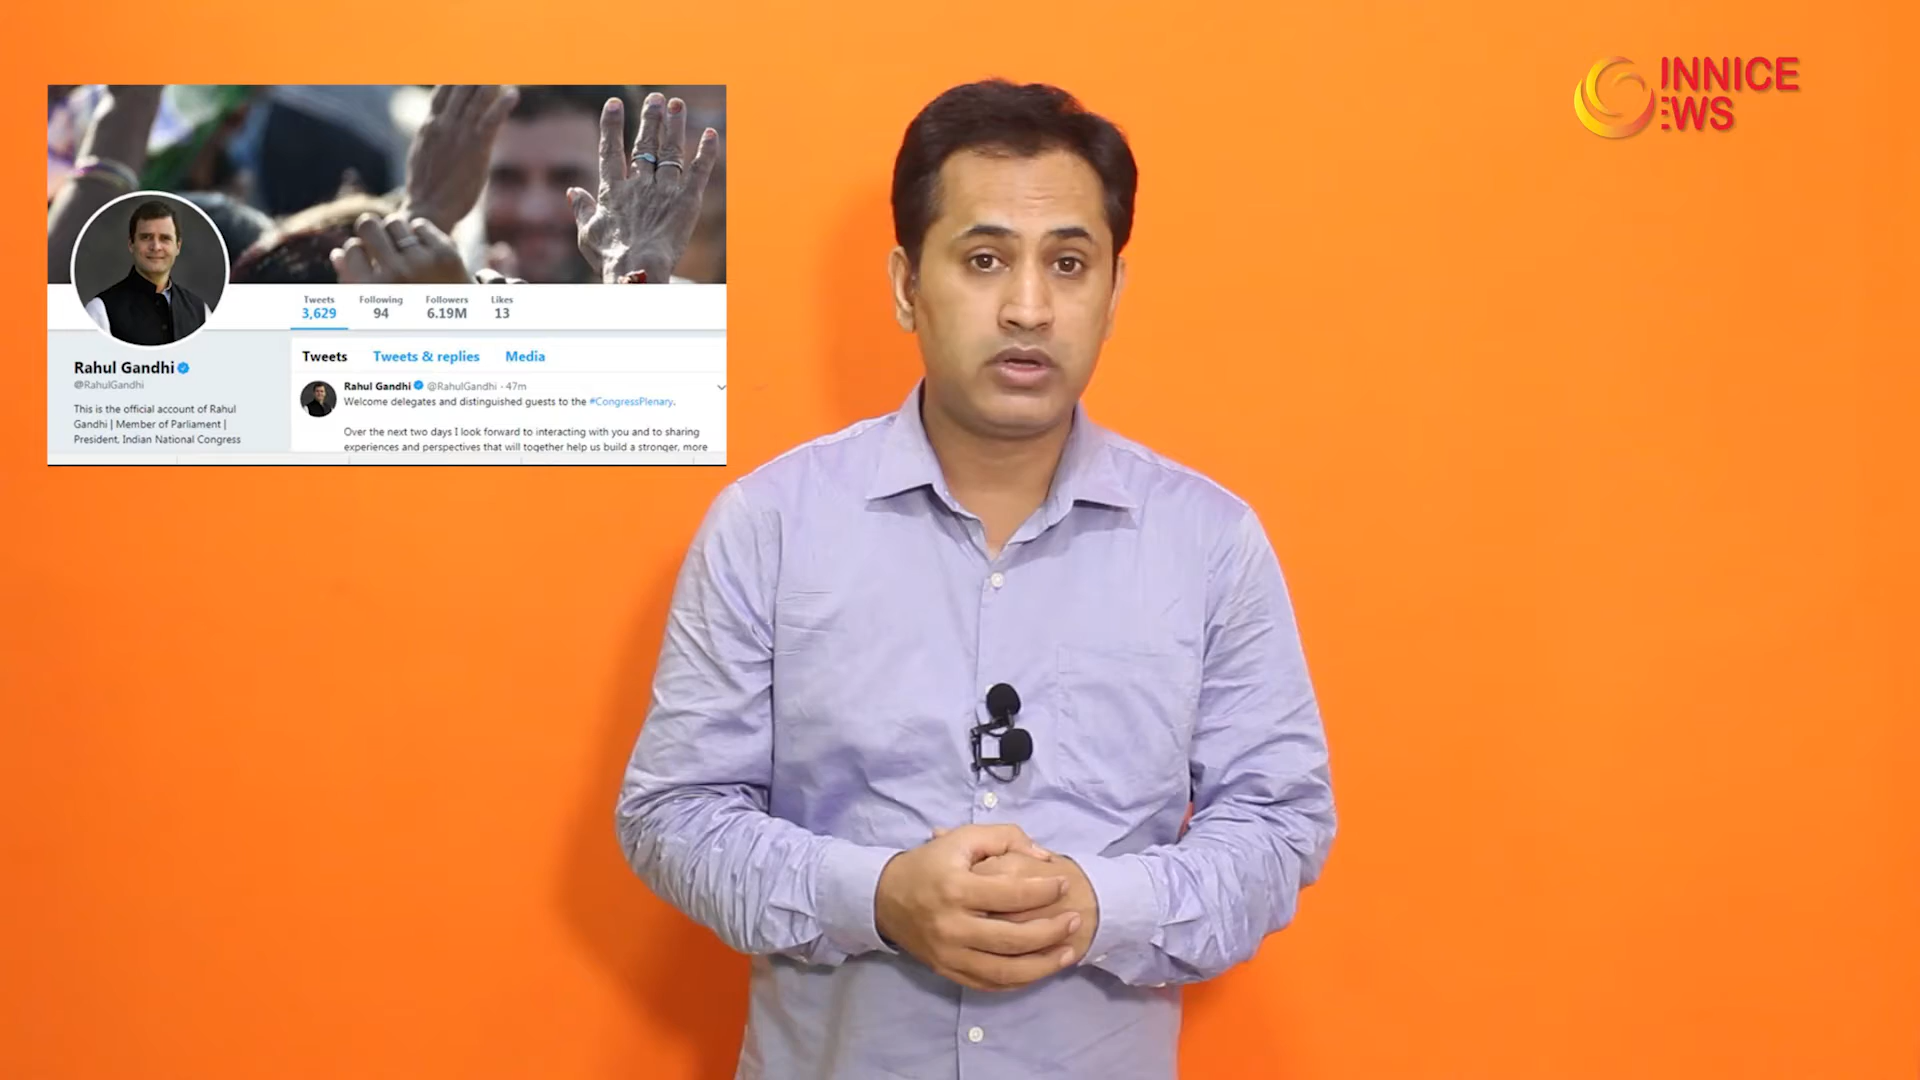 INNICE
EWS
Tweets Following Followers Likes
3,629 94 6.19M 13
Tweets Tweets & replies Media
Rahul Gandhi
@RahulGandhi
This is the official account of Rahul
Gandhi | Member of Parliament |
President, Indian National Congress
Rahul Gandhi @RahulGandhi · 47m
Welcome delegates and distinguished guests to the #CongressPlenary.
Over the next two days I look forward to interacting with you and to sharing
experiences and perspectives that will together help us build a stronger, more